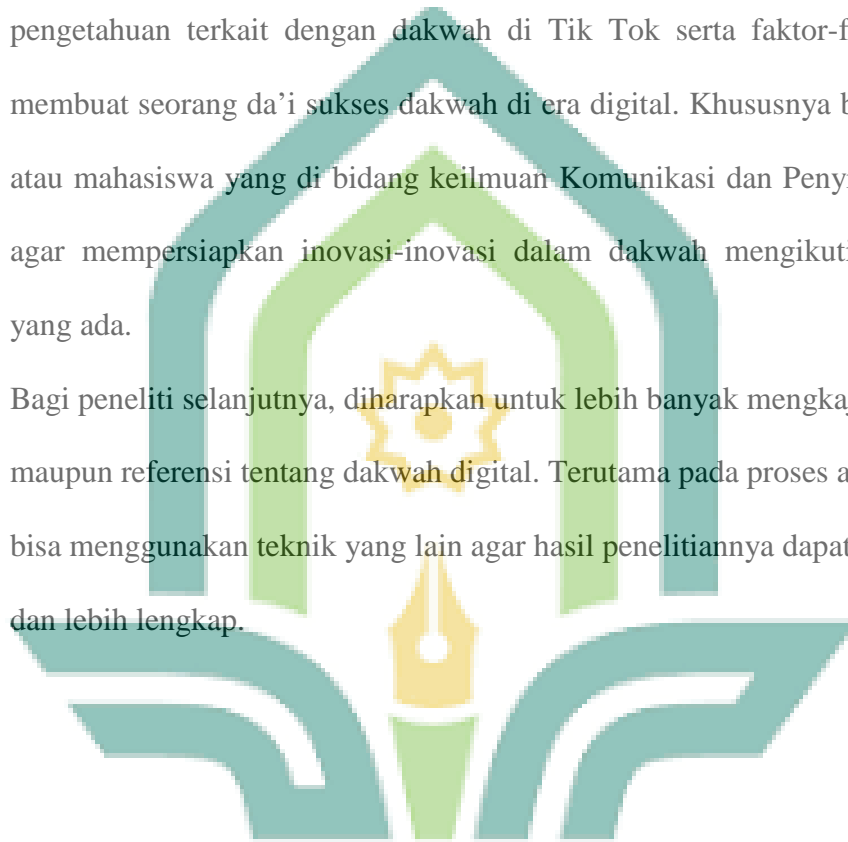 pengetahuan terkait dengan dakwah di Tik Tok serta faktor-f
membuat seorang da’i sukses dakwah di era digital. Khususnya b
atau mahasiswa yang di bidang keilmuan Komunikasi dan Peny
agar mempersiapkan inovasi-inovasi dalam dakwah mengikuti
yang ada.
Bagi peneliti selanjutnya, diharapkan untuk lebih banyak mengkaj
maupun referensi tentang dakwah digital. Terutama pada proses a
bisa menggunakan teknik yang lain agar hasil penelitiannya dapat
dan lebih lengkap.